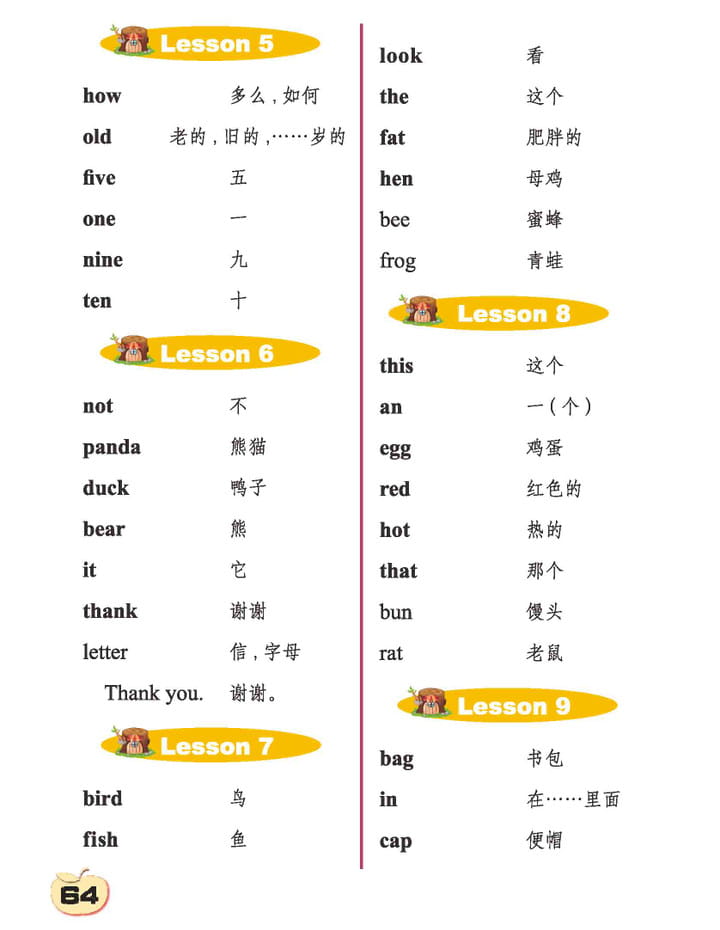 Lesson 5
how 多么,如何
old 老的,旧的,……岁的
five 五
one 一
nine 九
ten 十
Lesson 6
not 不
panda 熊猫
duck 鸭子
bear 熊
it 它
thank 谢谢
letter 信,字母
Thank you. 谢谢。
Lesson 7
bird 鸟
fish 鱼
look 看
the 这个
fat 肥胖的
hen 母鸡
bee 蜜蜂
frog 青蛙
Lesson 8
this 这个
an 一(个)
egg 鸡蛋
red 红色的
hot 热的
that 那个
bun 馒头
rat 老鼠
Lesson 9
bag 书包
in 在……里面
cap 便帽
64